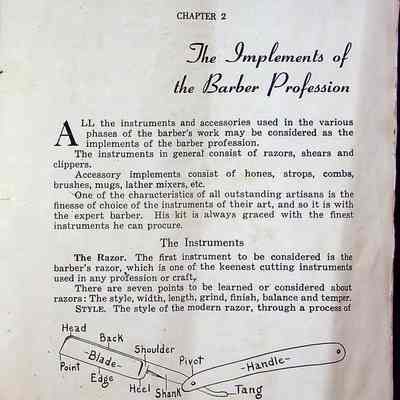 CHAPTER 2
The Implements of
the Barber Profession
ALL the instruments and accessories used in the various
phases of the barber's work may be considered as the
implements of the barber profession.
The instruments in general consist of razors, shears and
clippers.
Accessory implements consist of hones, strops, combs,
brushes, mugs, lather mixers, etc.
One of the characteristics of all outstanding artisans is the
finesse of choice of the instruments of their art, and so it is with
the expert barber. His kit is always graced with the finest
instruments he can procure.
The Instruments
The Razor. The first instrument to be considered is the
barber's razor, which is one of the keenest cutting instruments
used in any profession or craft.
There are seven points to be learned or considered about
razors: The style, width, length, grind, finish, balance and temper.
STYLE. The style of the modern razor, through a process of
Head
Back
Shoulder
Pivot
-Blade-
-Handle-
Point
Edge
Heel
Shank
Tang